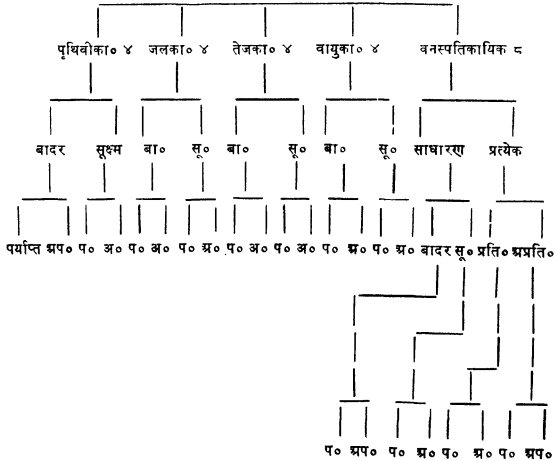 पृथिवीका० ४ जलका० ४ तेजका० ४ वायुका० ४ वनस्पतिकायिक ८
बादर सूक्ष्म बा० सू० बा० सू० बा० सू० साधारण प्रत्येक
पर्याप्त अप० प० अ० प० अ० प० अ० प० अ० प० अ० प० अ० प० अ० बादर सू० प्रति० अप्रति०
प० अप० प० अ० प० अ० प० अप०